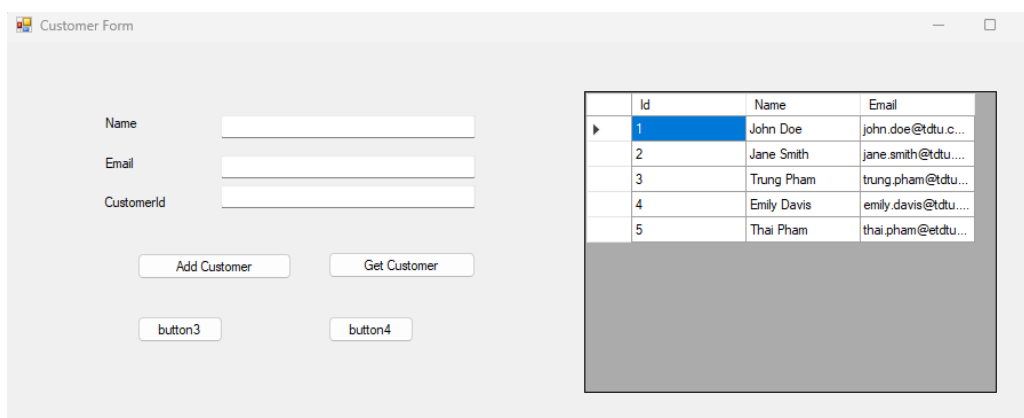 Customer Form
Name
Email
CustomerId
Add Customer Get Customer
button3 button4
Id Name Email
1 John Doe john.doe@tdtu.c...
2 Jane Smith jane.smith@tdtu....
3 Trung Pham trung.pham@tdtu...
4 Emily Davis emily.davis@tdtu....
5 Thai Pham thai.pham@etdtu...